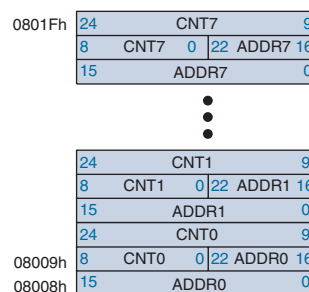 0801Fh 24 CNT7 9
8 CNT7 0 22 ADDR7 16
15 ADDR7 0
24 CNT1 9
8 CNT1 0 22 ADDR1 16
15 ADDR1 0
24 CNT0 9
08009h 8 CNT0 0 22 ADDR0 16
08008h 15 ADDR0 0